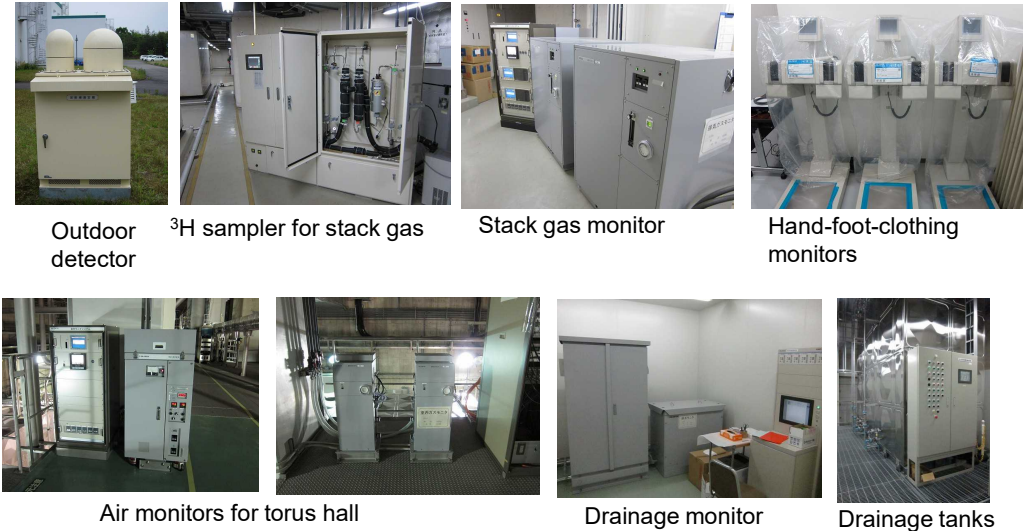 Outdoor
detector
³H sampler for stack gas
Stack gas monitor
Hand-foot-clothing
monitors
Air monitors for torus hall
Drainage monitor
Drainage tanks